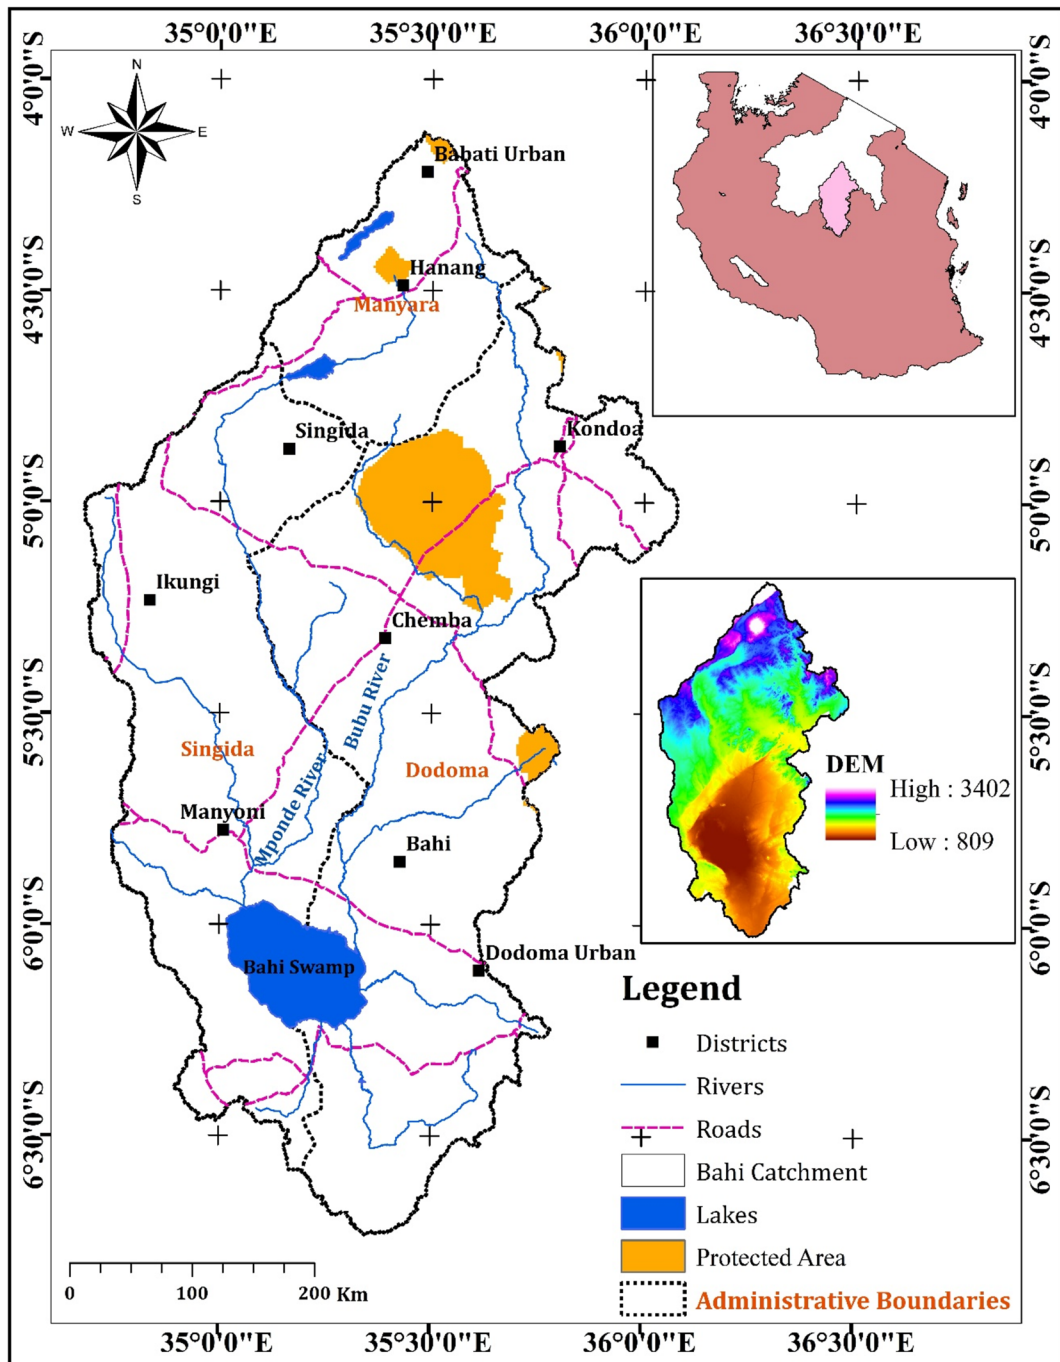 35°0'0"E 35°30'0"E 36°0'0"E 36°30'0"E
4°0'0"S
4°0'0"S
N
W E
S
Babati Urban
Hanang
Manyara
4°30'0"S
4°30'0"S
Singida
Kondoa
5°0'0"S
5°0'0"S
Ikungi
Chemba
Bubu River
Mponde River
5°30'0"S
5°30'0"S
Singida
Dodoma
DEM
High : 3402
Low : 809
Manyoni
Bahi
6°0'0"S
6°0'0"S
Dodoma Urban
Bahi Swamp
Legend
Districts
Rivers
Roads
Bahi Catchment
Lakes
Protected Area
Administrative Boundaries
6°30'0"S
6°30'0"S
0 100 200 Km
35°0'0"E 35°30'0"E 36°0'0"E 36°30'0"E